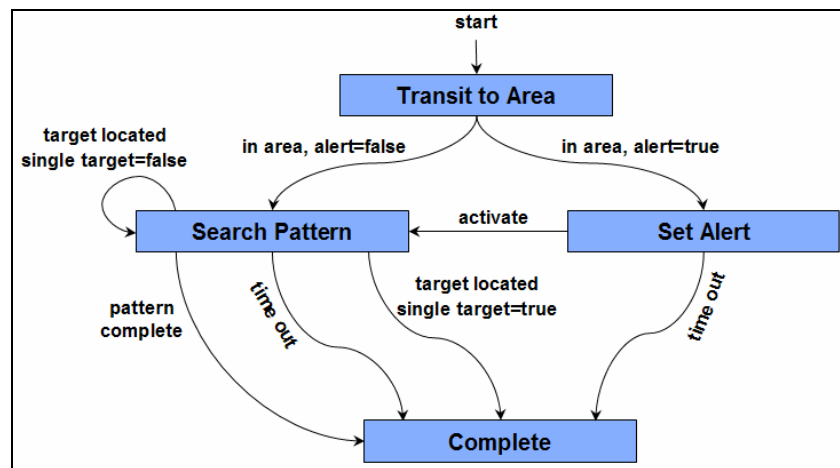 start
Transit to Area
target located
single target=false
in area, alert=false
in area, alert=true
Search Pattern
activate
Set Alert
pattern
complete
time out
target located
single target=true
time out
Complete